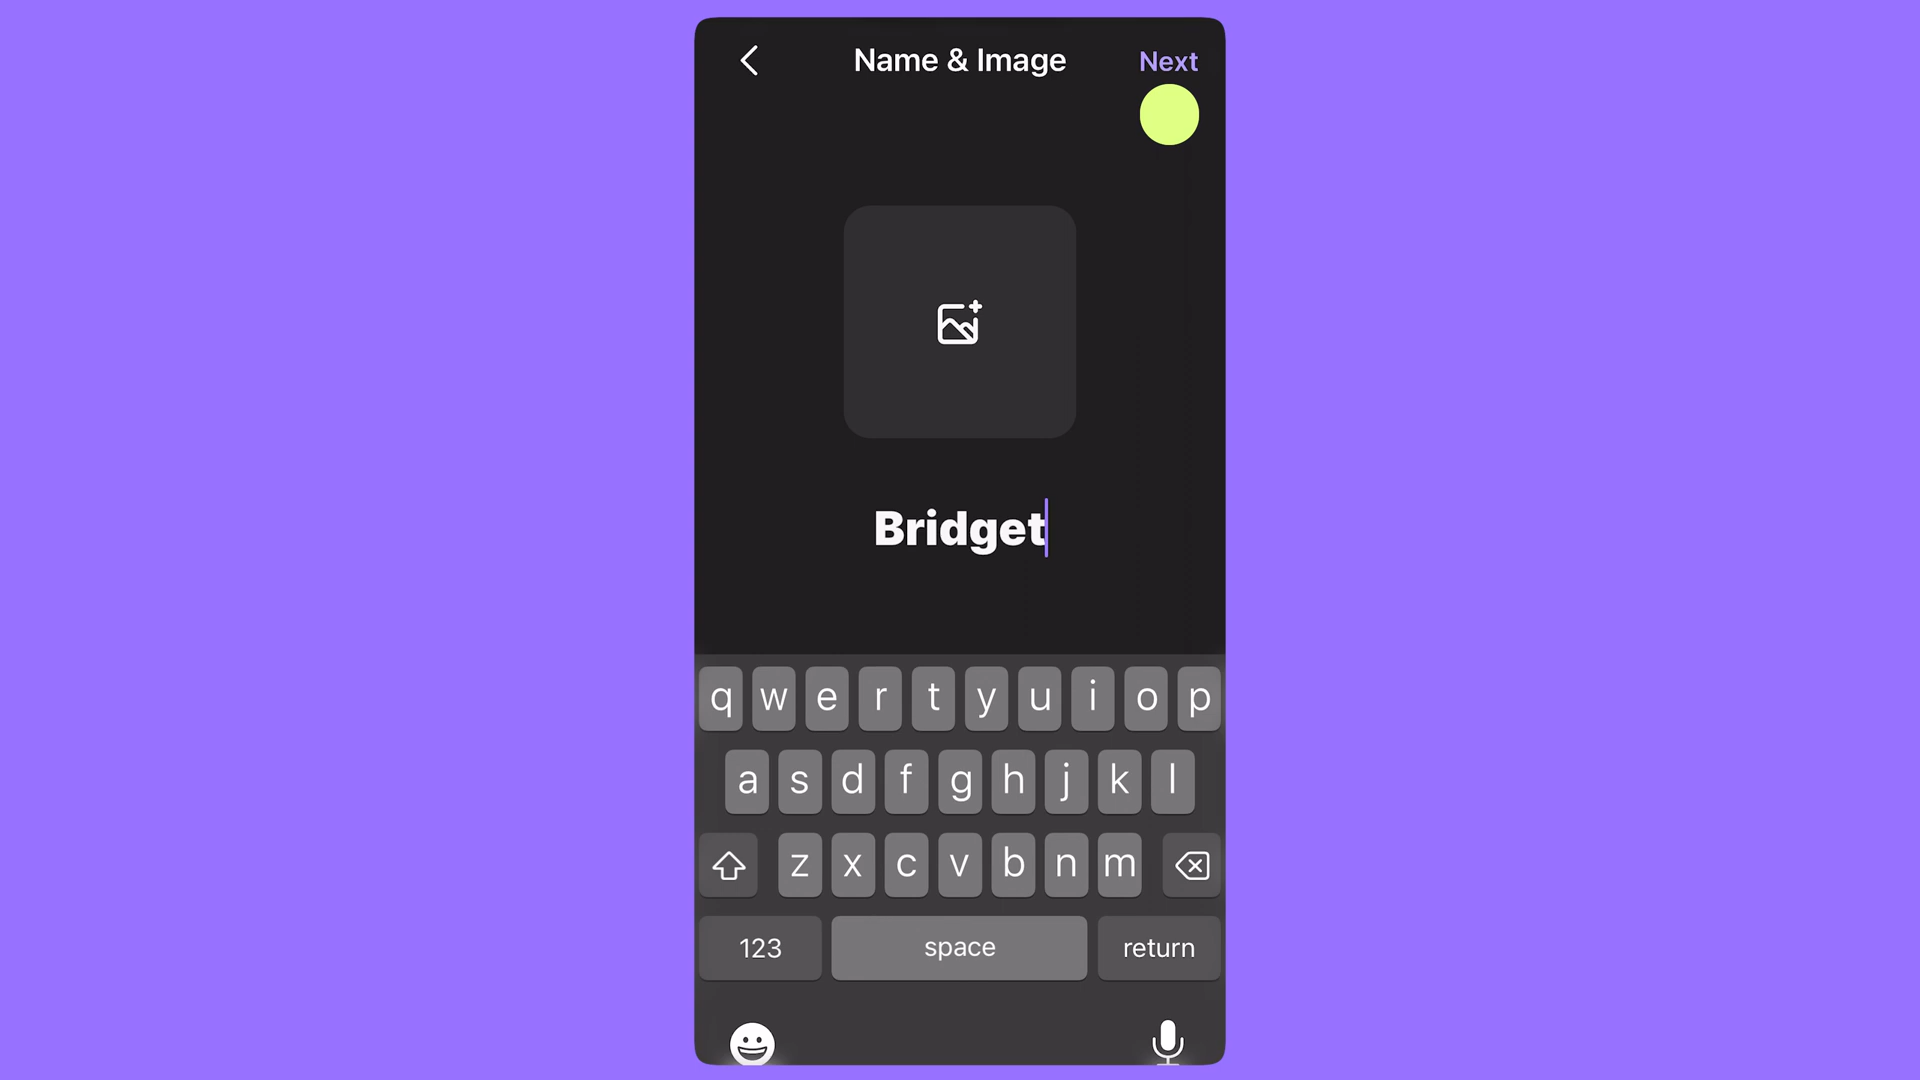 Name & Image
Next
Bridget
q w e r t y u i o p
a s d f g h j k l
z x c v b n m
123
space
return